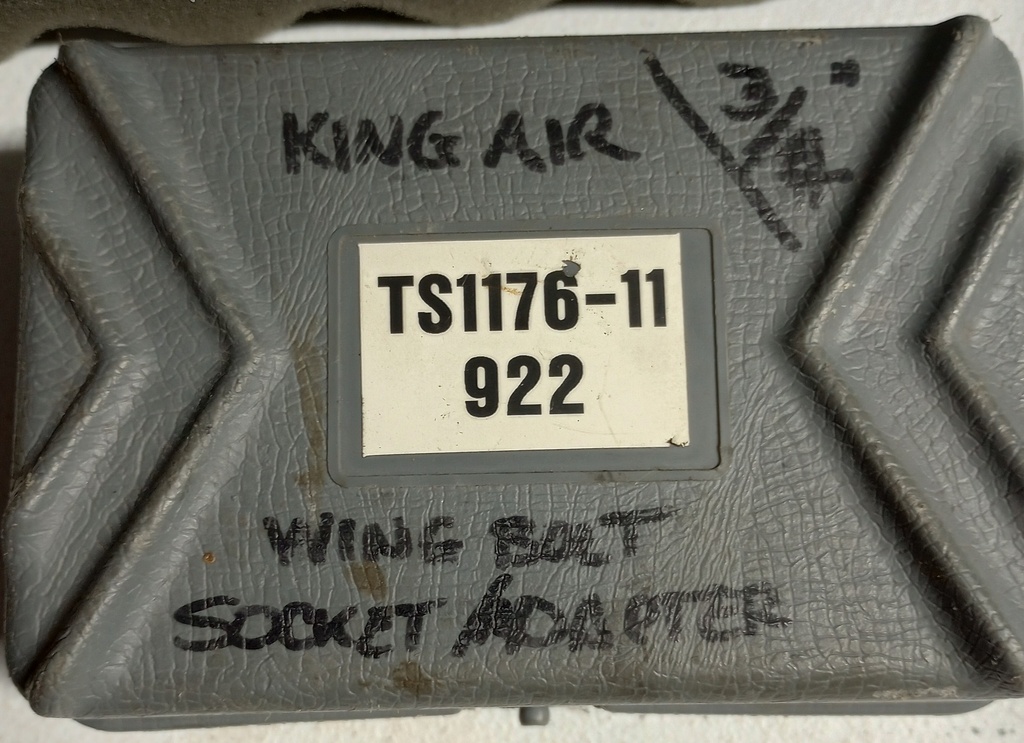 KING AIR
3/4"
TS1176-11
922
WING BOLT
SOCKET ADAPTER